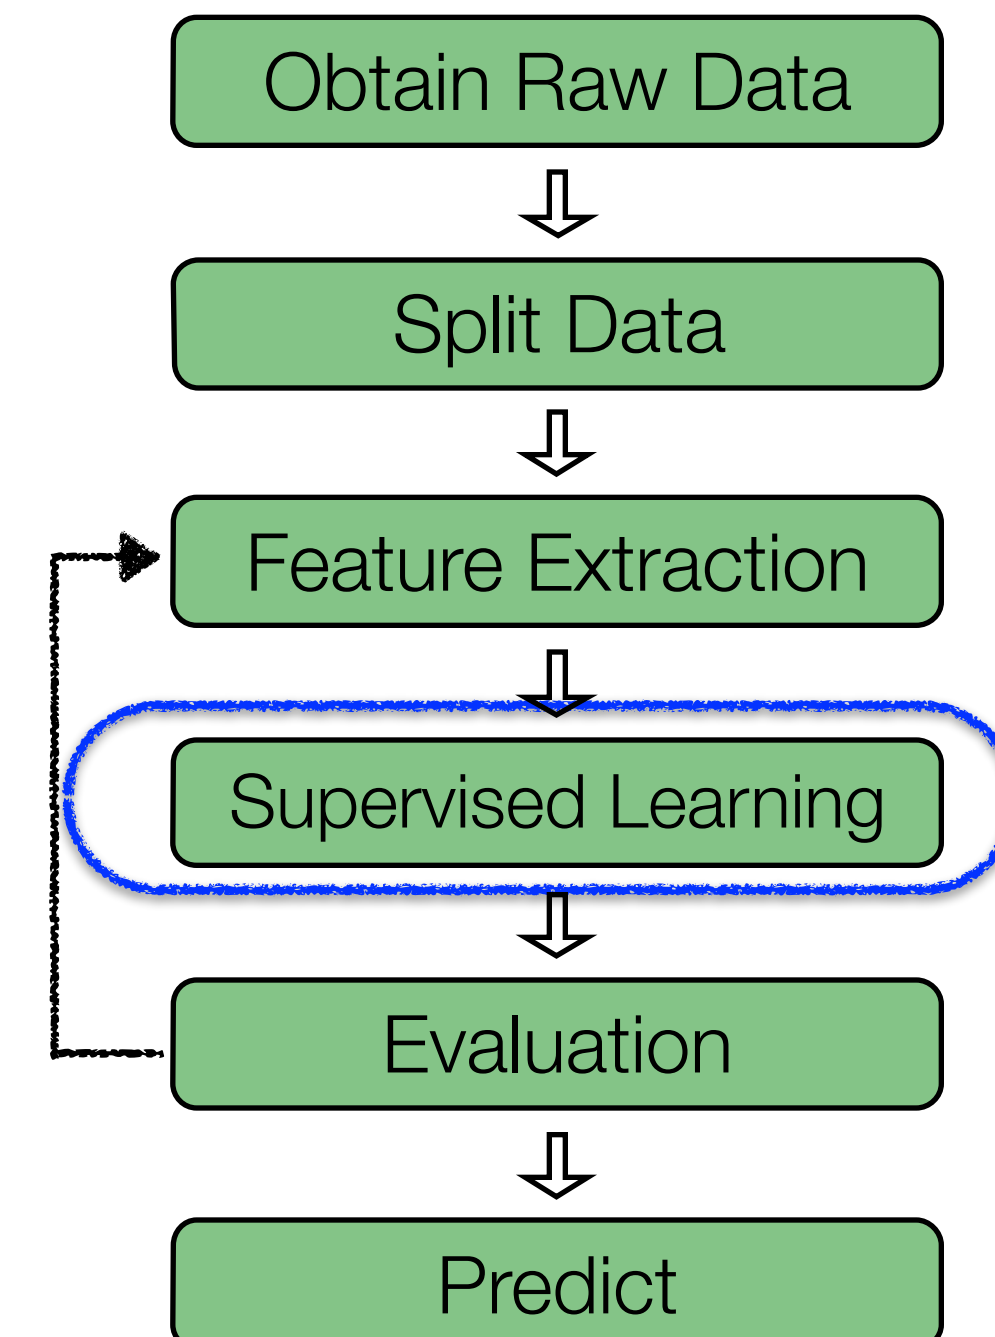 Obtain Raw Data
Split Data
Feature Extraction
Supervised Learning
Evaluation
Predict